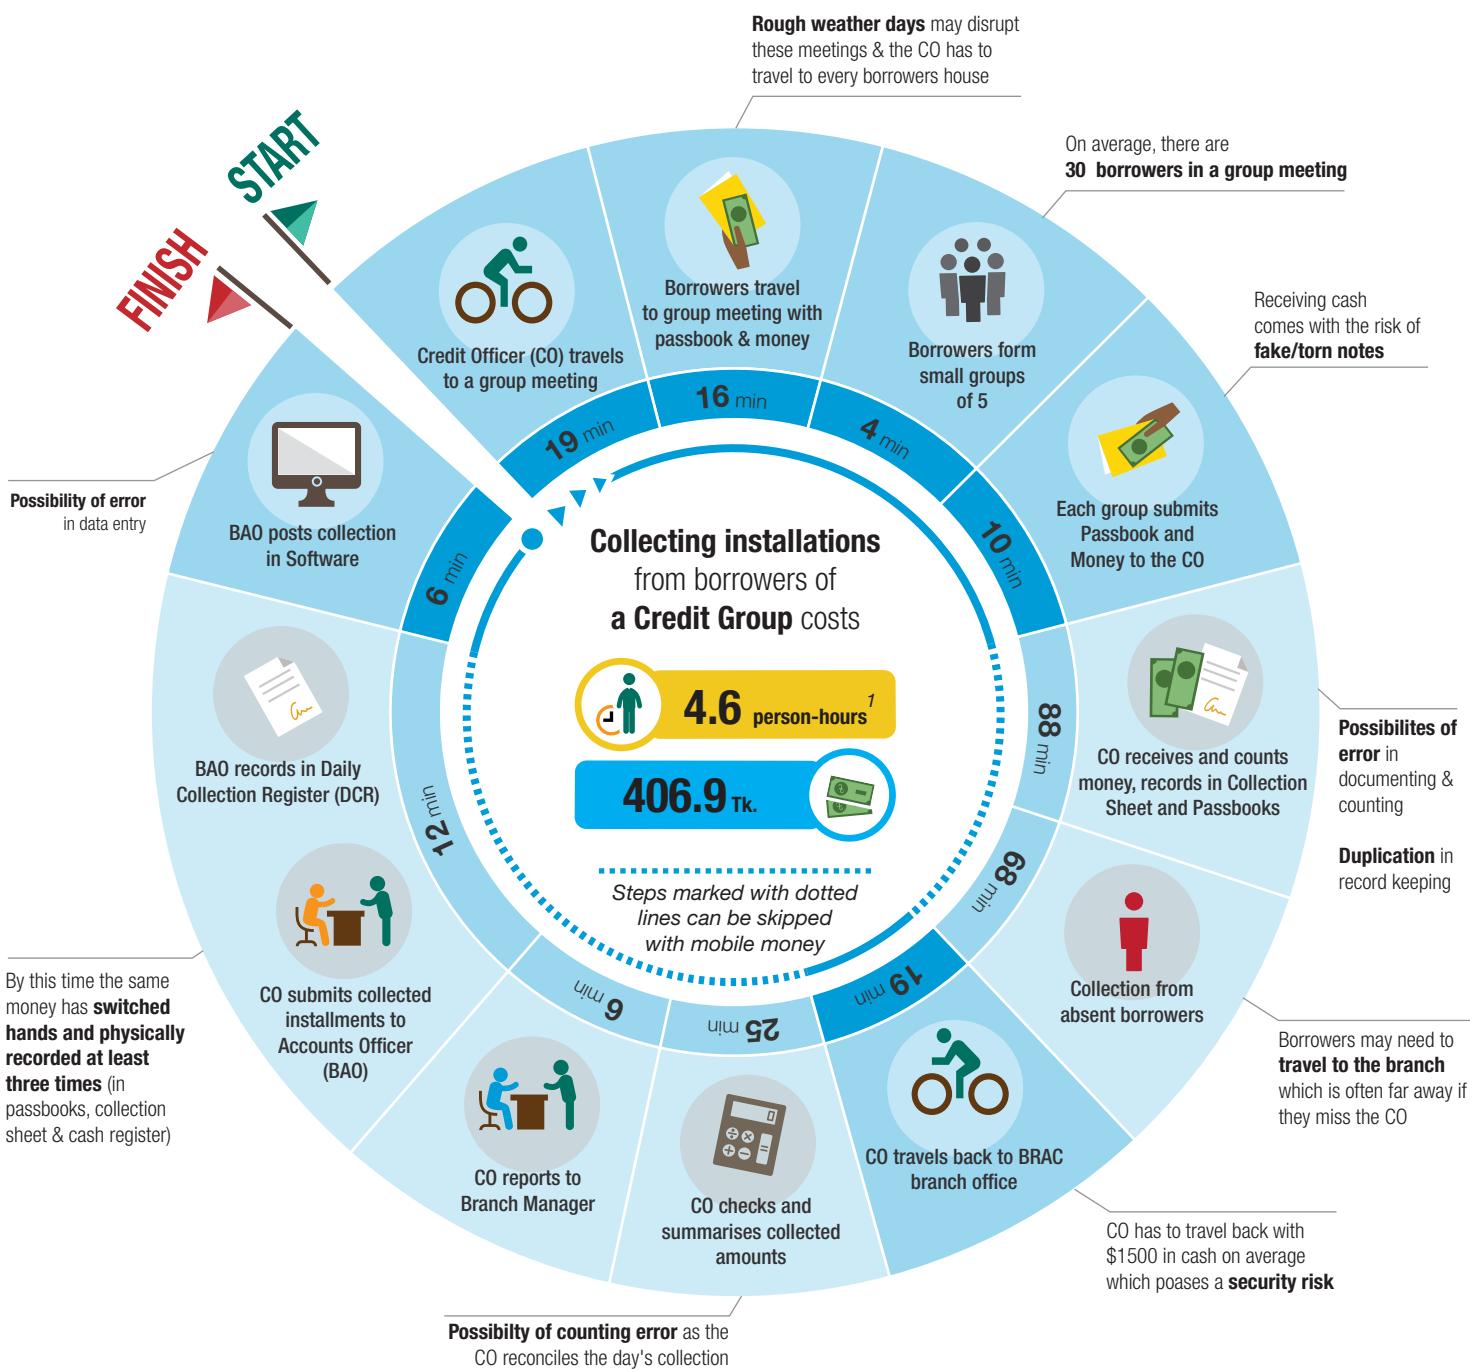 START
FINISH
Rough weather days may disrupt
these meetings & the CO has to
travel to every borrowers house
On average, there are
30 borrowers in a group meeting
Receiving cash
comes with the risk of
fake/torn notes
Credit Officer (CO) travels
to a group meeting
19 min
Borrowers travel
to group meeting with
passbook & money
16 min
Borrowers form
small groups
of 5
4 min
Each group submits
Passbook and
Money to the CO
10 min
CO receives and counts
money, records in Collection
Sheet and Passbooks
88 min
Possibilites of
error in
documenting &
counting
Duplication in
record keeping
Collection from
absent borrowers
68 min
Borrowers may need to
travel to the branch
which is often far away if
they miss the CO
CO travels back to BRAC
branch office
19 min
CO has to travel back with
$1500 in cash on average
which poases a security risk
CO checks and
summarises collected
amounts
25 min
Possibilty of counting error as the
CO reconciles the day's collection
CO reports to
Branch Manager
6 min
CO submits collected
installments to
Accounts Officer
(BAO)
By this time the same
money has switched
hands and physically
recorded at least
three times (in
passbooks, collection
sheet & cash register)
BAO records in Daily
Collection Register (DCR)
12 min
BAO posts collection
in Software
6 min
Possibility of error
in data entry
Collecting installations
from borrowers of
a Credit Group costs
4.6 person-hours1
406.9 Tk.
Steps marked with dotted
lines can be skipped
with mobile money